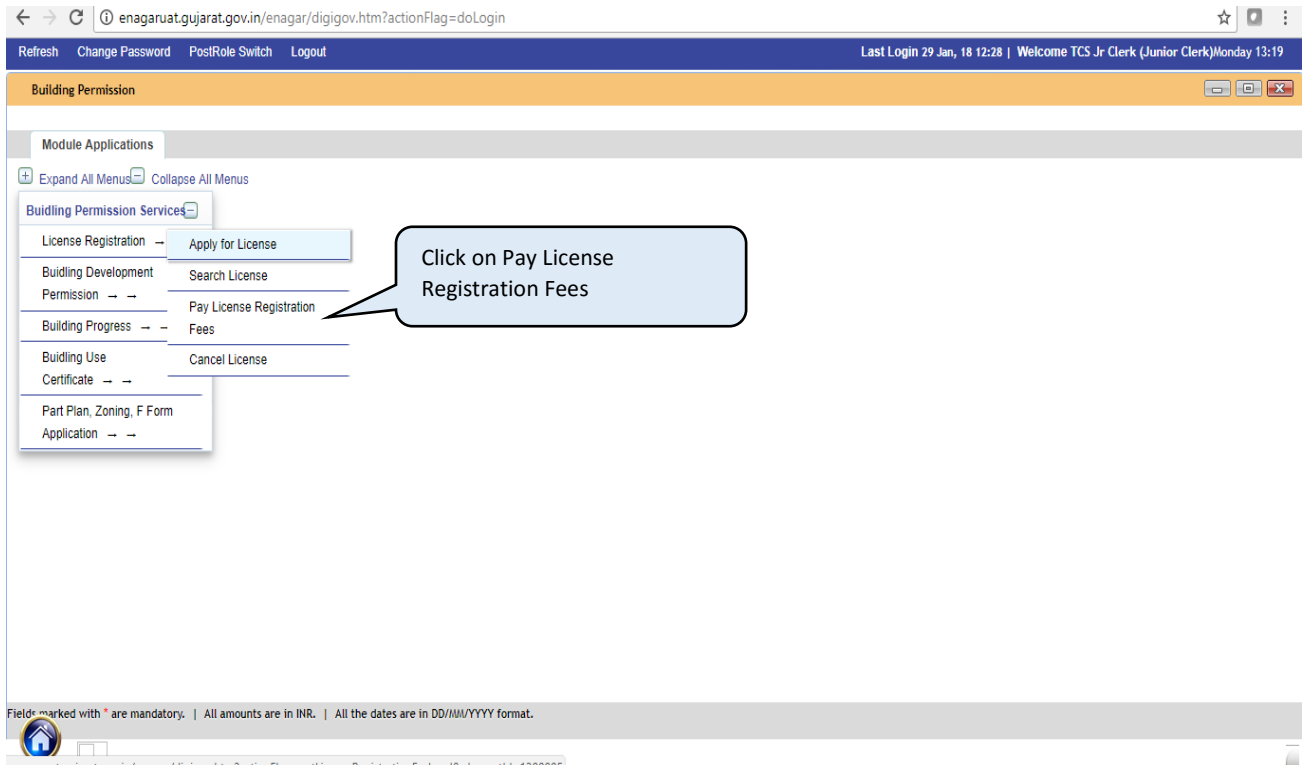 enagaruat.gujarat.gov.in/enagar/digigov.htm?actionFlag=doLogin
Refresh Change Password PostRole Switch Logout Last Login 29 Jan, 18 12:28 | Welcome TCS Jr Clerk (Junior Clerk)Monday 13:19
Building Permission
Module Applications
Expand All Menus Collapse All Menus
Buidling Permission Services
License Registration →
Buidling Development
Permission → →
Building Progress → →
Buidling Use
Certificate → →
Part Plan, Zoning, F Form
Application → →
Apply for License
Search License
Pay License Registration
Fees
Cancel License
Click on Pay License
Registration Fees
Fields marked with * are mandatory. | All amounts are in INR. | All the dates are in DD/MM/YYYY format.